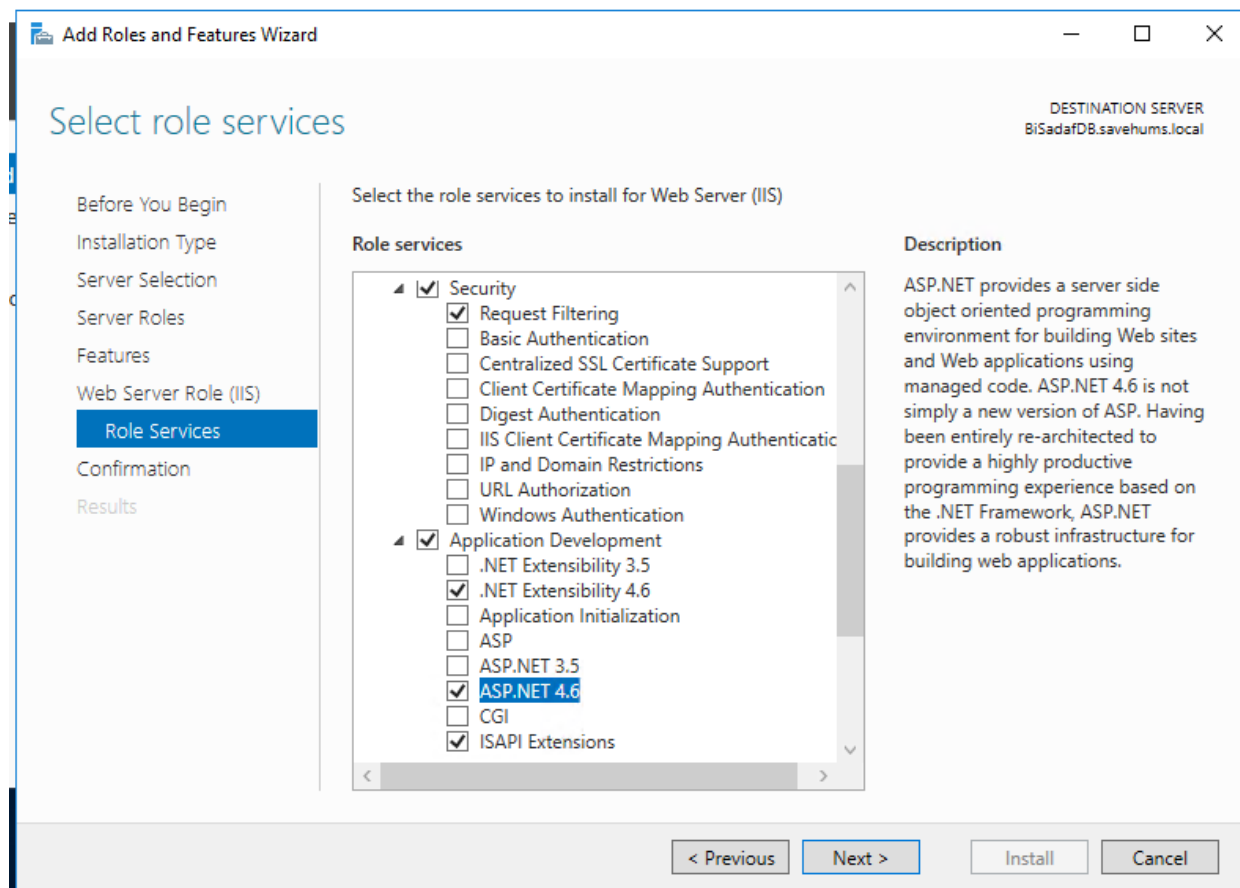 Add Roles and Features Wizard
Select role services
DESTINATION SERVER
BiSadafDB.savehums.local
Before You Begin
Installation Type
Server Selection
Server Roles
Features
Web Server Role (IIS)
Role Services
Confirmation
Results
Select the role services to install for Web Server (IIS)
Role services
Security
Request Filtering
Basic Authentication
Centralized SSL Certificate Support
Client Certificate Mapping Authentication
Digest Authentication
IIS Client Certificate Mapping Authenticatic
IP and Domain Restrictions
URL Authorization
Windows Authentication
Application Development
.NET Extensibility 3.5
.NET Extensibility 4.6
Application Initialization
ASP
ASP.NET 3.5
ASP.NET 4.6
CGI
ISAPI Extensions
Description
ASP.NET provides a server side
object oriented programming
environment for building Web sites
and Web applications using
managed code. ASP.NET 4.6 is not
simply a new version of ASP. Having
been entirely re-architected to
provide a highly productive
programming experience based on
the .NET Framework, ASP.NET
provides a robust infrastructure for
building web applications.
< Previous
Next >
Install
Cancel